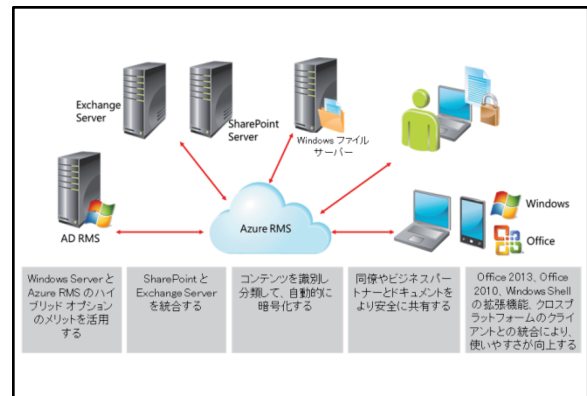 Exchange
Server
SharePoint
Server
Windows ファイル
サーバー
AD RMS
Azure RMS
Windows
Office
Windows Server と
Azure RMS のハイ
ブリッド オプション
のメリットを活用
する
SharePoint と
Exchange Server
を統合する
コンテンツを識別し
分類して、自動的に
暗号化する
同僚やビジネスパー
トナーとドキュメントを
より安全に共有する
Office 2013、Office
2010、Windows Shell
の拡張機能、クロスプ
ラットフォームのクライ
アントとの統合により、
使いやすさが向上する